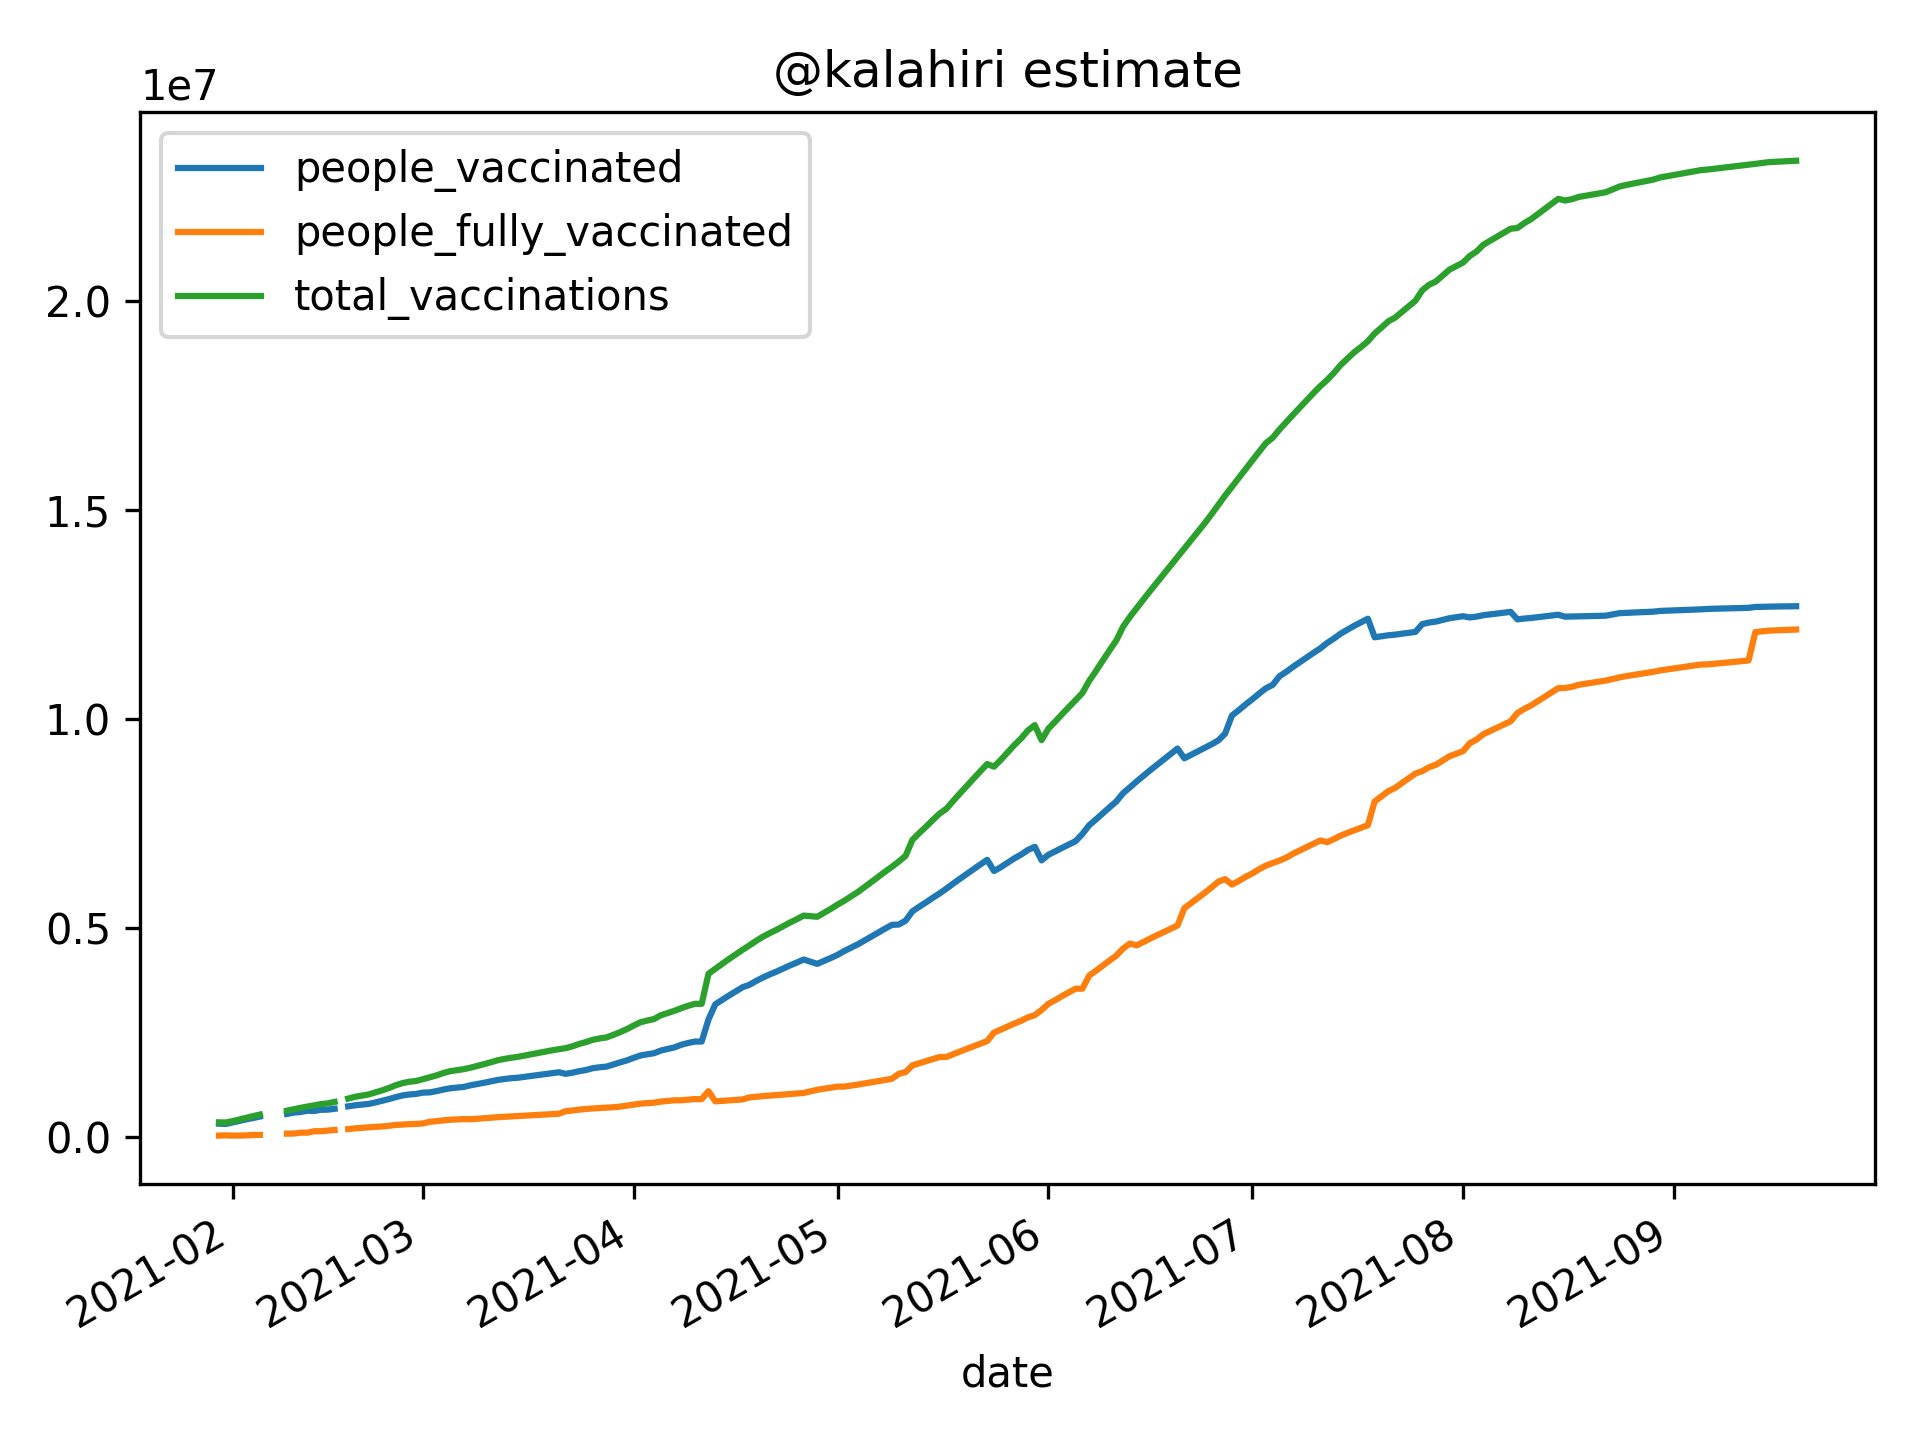 @kalahiri estimate
1e7
people_vaccinated
people_fully_vaccinated
total_vaccinations
2.0
1.5
1.0
0.5
0.0
2021-02
2021-03
2021-04
2021-05
2021-06
2021-07
2021-08
2021-09
date